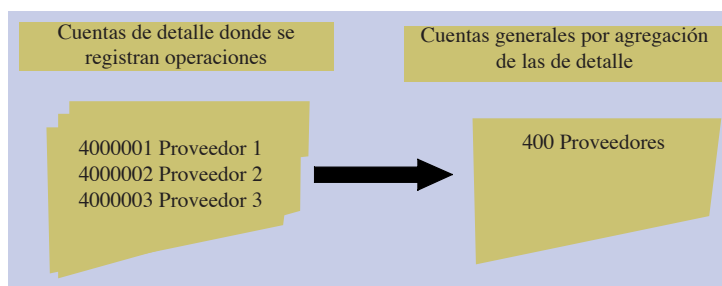 Cuentas de detalle donde se
registran operaciones
Cuentas generales por agregación
de las de detalle
4000001 Proveedor 1
4000002 Proveedor 2
4000003 Proveedor 3
400 Proveedores